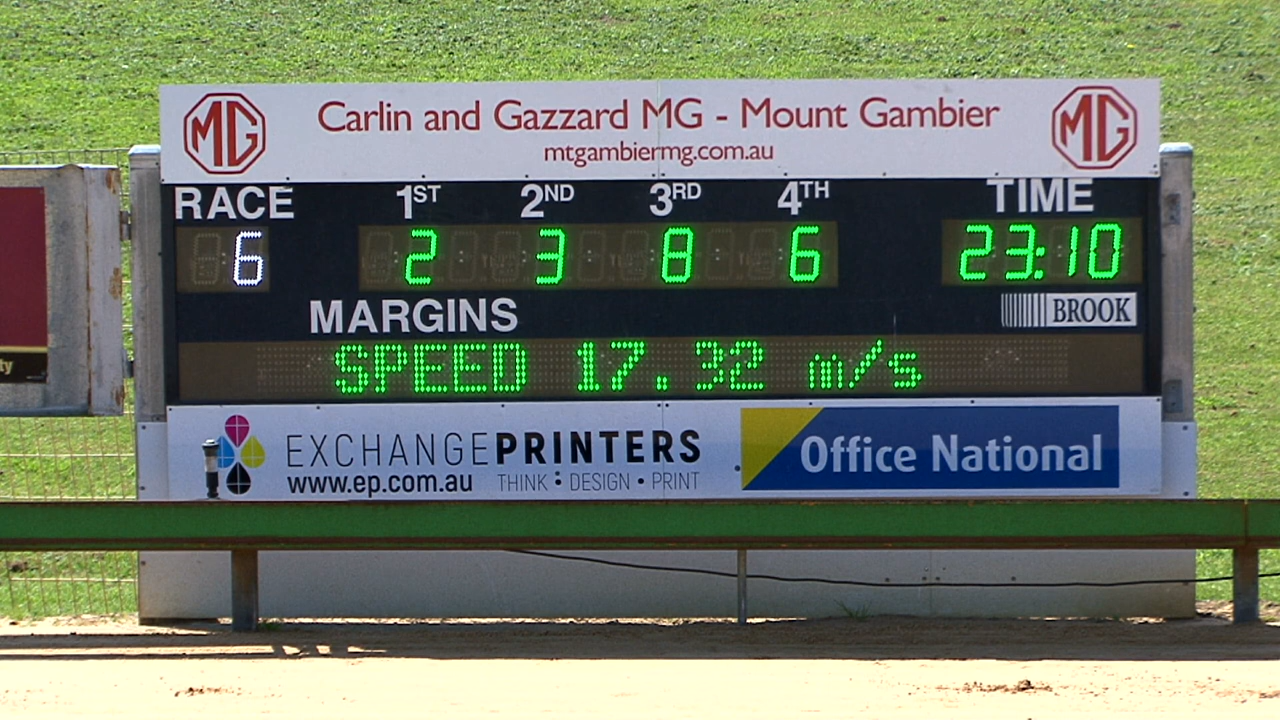 MG Carlin and Gazzard MG - Mount Gambier MG
mtgambiermg.com.au
RACE 1ST 2ND 3RD 4TH TIME
6 2 3 8 6 23:10
MARGINS BROOK
SPEED 17.32 m/s
ty
EXCHANGEPRINTERS
www.ep.com.au THINK : DESIGN • PRINT
Office National